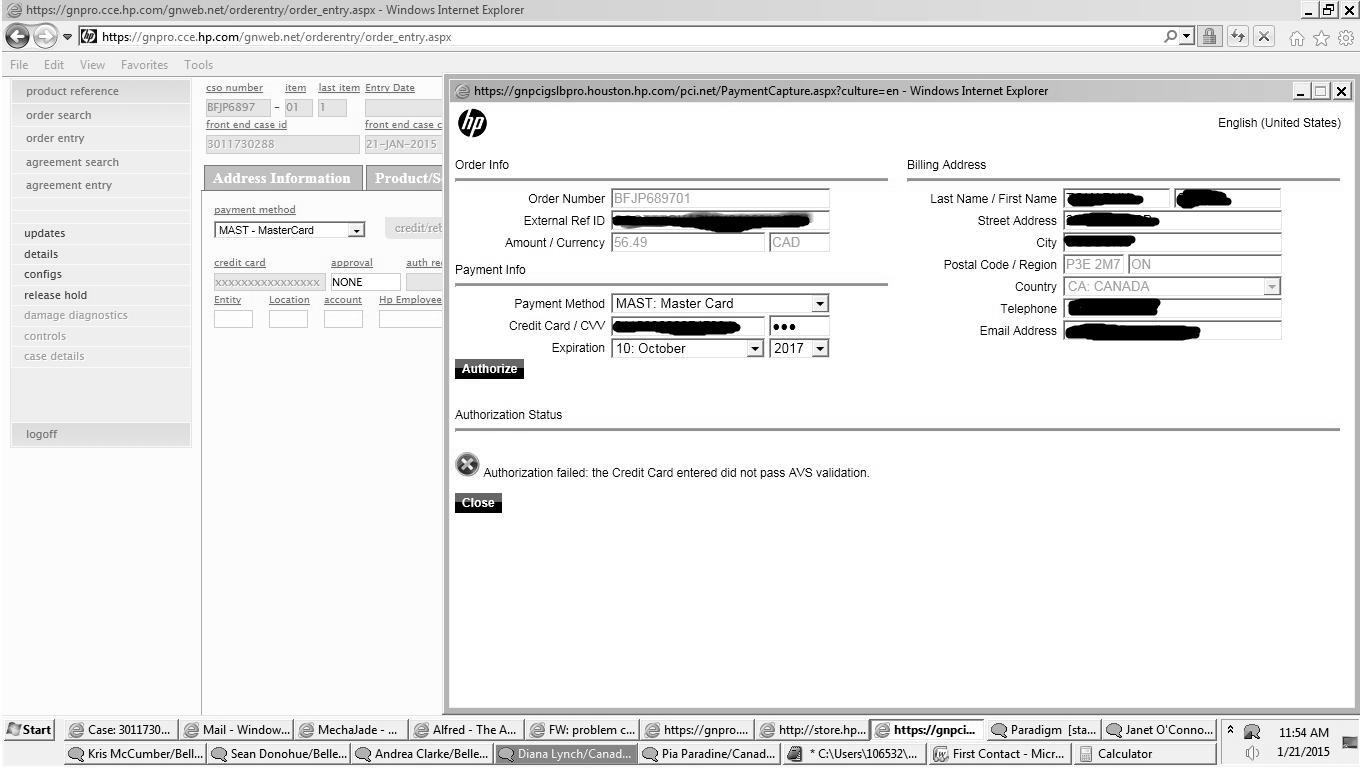 https://gnpro.cce.hp.com/gnweb.net/orderentry/order_entry.aspx - Windows Internet Explorer
https://gnpro.cce.hp.com/gnweb.net/orderentry/order_entry.aspx
File Edit View Favorites Tools
product reference
order search
order entry
agreement search
agreement entry
updates
details
configs
release hold
damage diagnostics
controls
case details
logoff
cso number item last item Entry Date
BFJP6897 - 01 1
front end case id front end case c
3011730288 21-JAN-2015
Address Information Product/S
payment method
MAST - MasterCard credit/ret
credit card approval auth re
xxxxxxxxxxxxxxxx NONE
Entity Location account Hp Employee
https://gnpcigslbpro.houston.hp.com/pci.net/PaymentCapture.aspx?culture=en - Windows Internet Explorer
hp
English (United States)
Order Info
Order Number BFJP689701
External Ref ID
Amount / Currency 56.49 CAD
Payment Info
Payment Method MAST: Master Card
Credit Card / CVV •••
Expiration 10: October 2017
Authorize
Billing Address
Last Name / First Name
Street Address
City
Postal Code / Region P3E 2M7 ON
Country CA: CANADA
Telephone
Email Address
Authorization Status
Authorization failed: the Credit Card entered did not pass AVS validation.
Close
Start Case: 3011730... Mail - Window... MechaJade - ... Alfred - The A... FW: problem c... https://gnpro.... http://store.hp... https://gnpci... Paradigm [sta... Janet O'Conno... 11:54 AM
Kris McCumber/Bell... Sean Donohue/Belle... Andrea Clarke/Belle... Diana Lynch/Canad... Pia Paradine/Canad... * C:\Users\106532\... First Contact - Micr... Calculator 1/21/2015